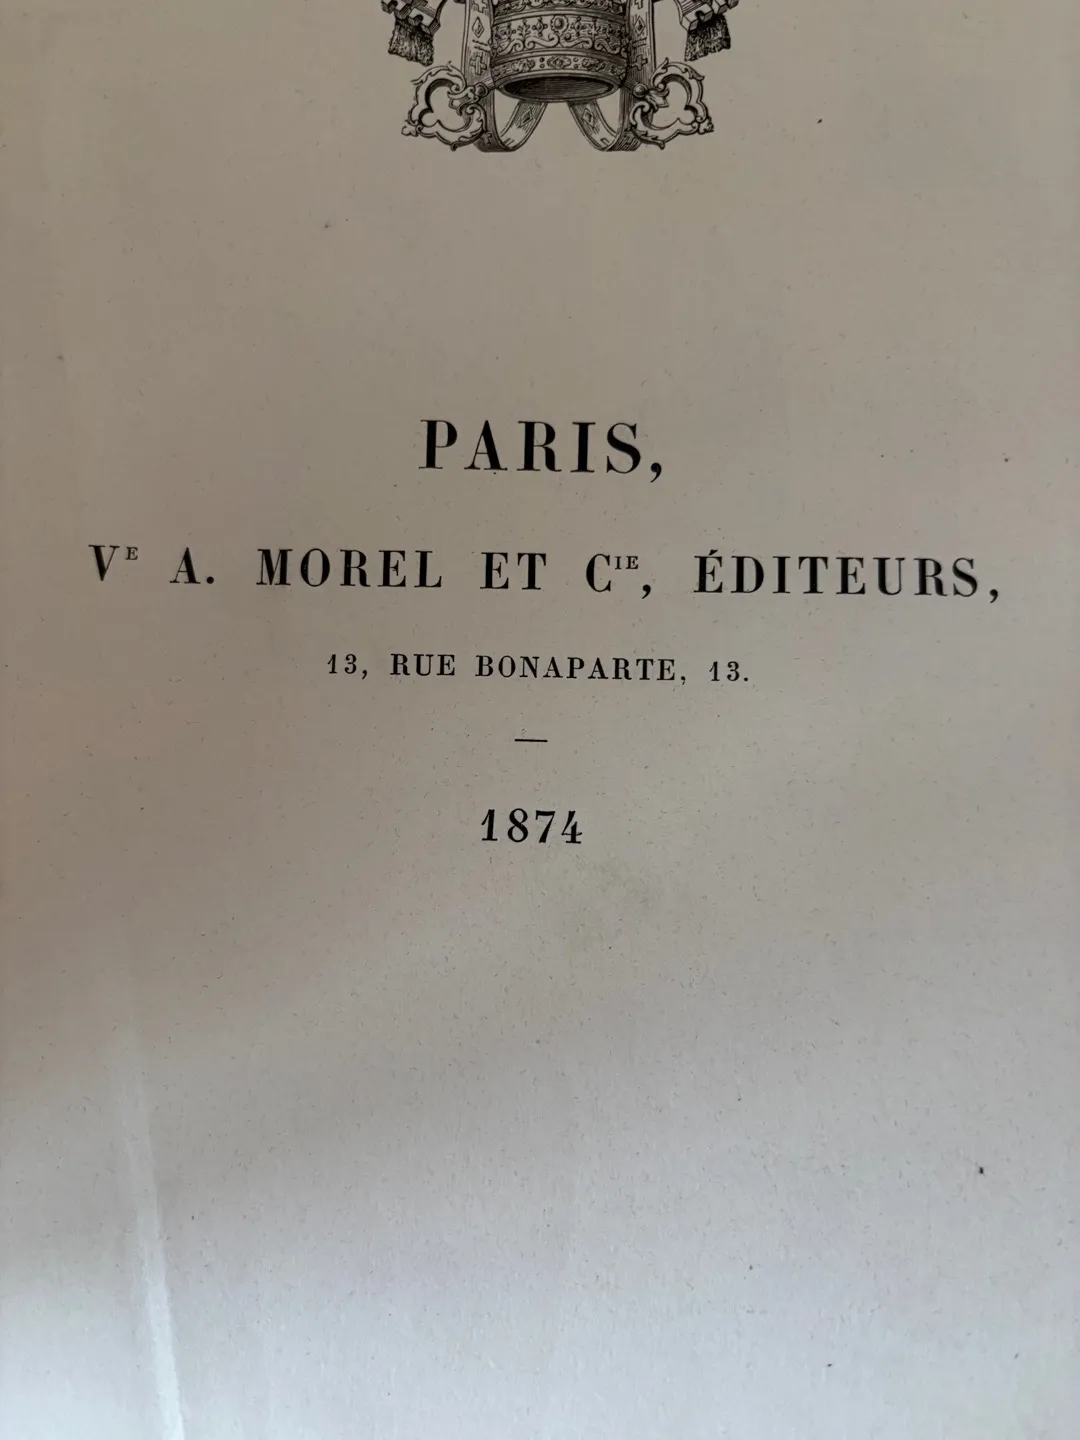 PARIS,
Vᴱ A. MOREL ET Cᴵᴱ, ÉDITEURS,
13, RUE BONAPARTE, 13.
—
1874